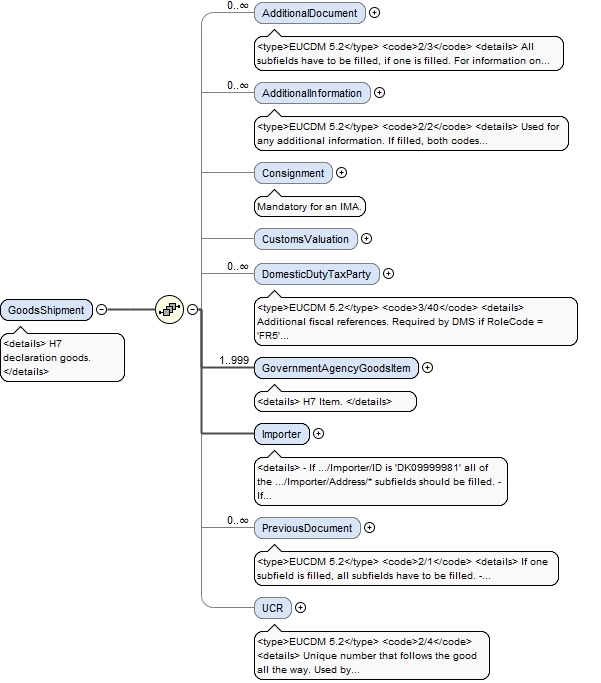 0..∞
AdditionalDocument
<type>EUCDM 5.2</type> <code>2/3</code> <details> All
subfields have to be filled, if one is filled. For information on...
0..∞
AdditionalInformation
<type>EUCDM 5.2</type> <code>2/2</code> <details> Used for
any additional information. If filled, both codes...
Consignment
Mandatory for an IMA.
CustomsValuation
0..∞
DomesticDutyTaxParty
<type>EUCDM 5.2</type> <code>3/40</code> <details>
Additional fiscal references. Required by DMS if RoleCode =
'FR5'...
GoodsShipment
<details> H7
declaration goods.
</details>
1..999
GovernmentAgencyGoodsItem
<details> H7 Item. </details>
Importer
<details> - If .../Importer/ID is 'DK09999981' all of
the .../Importer/Address/* subfields should be filled. -
If...
0..∞
PreviousDocument
<type>EUCDM 5.2</type> <code>2/1</code> <details> If one
subfield is filled, all subfields have to be filled. -...
UCR
<type>EUCDM 5.2</type> <code>2/4</code>
<details> Unique number that follows the good
all the way. Used by...